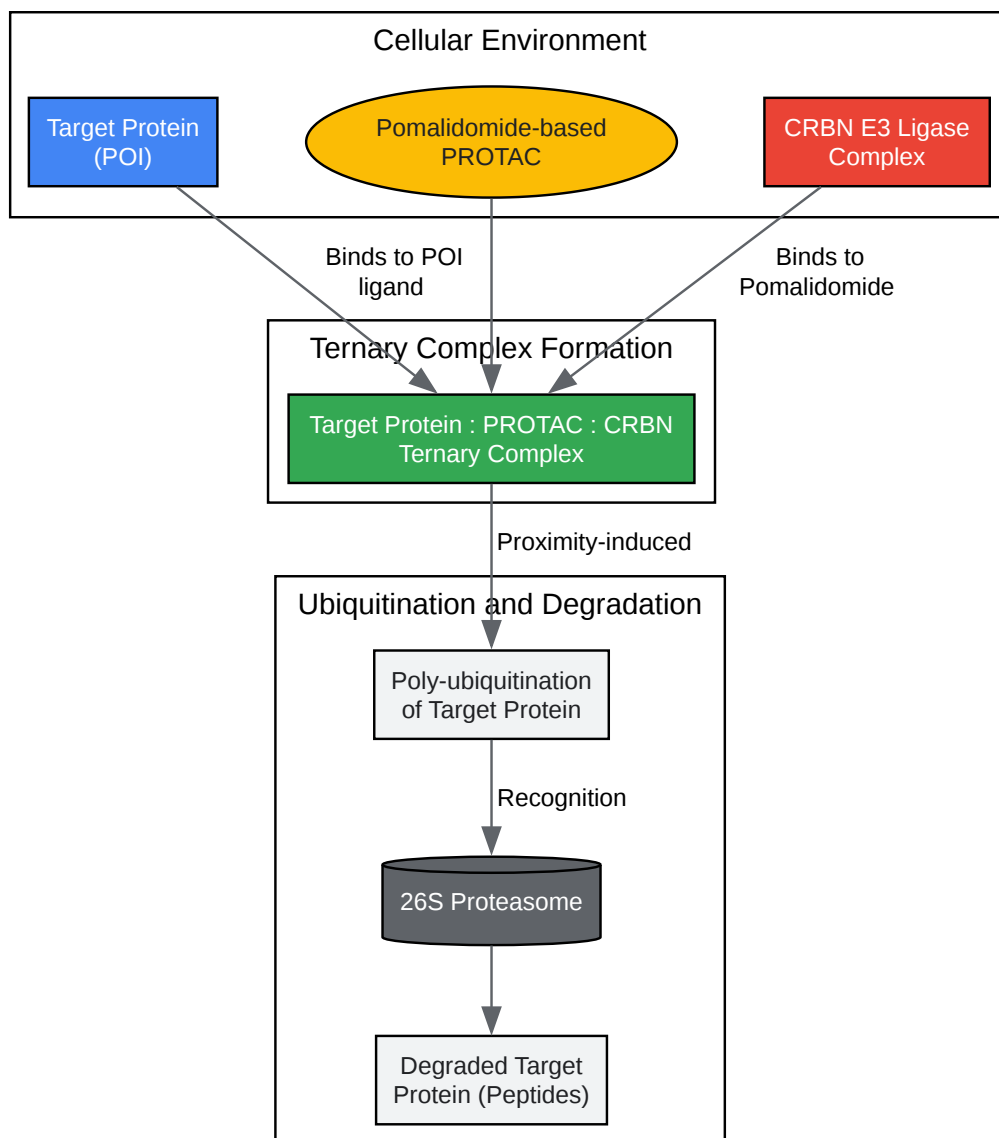 Cellular Environment
Target Protein
(POI)
Pomalidomide-based
PROTAC
CRBN E3 Ligase
Complex
Binds to POI
ligand
Binds to
Pomalidomide
Ternary Complex Formation
Target Protein : PROTAC : CRBN
Ternary Complex
Proximity-induced
Ubiquitination and Degradation
Poly-ubiquitination
of Target Protein
Recognition
26S Proteasome
Degraded Target
Protein (Peptides)